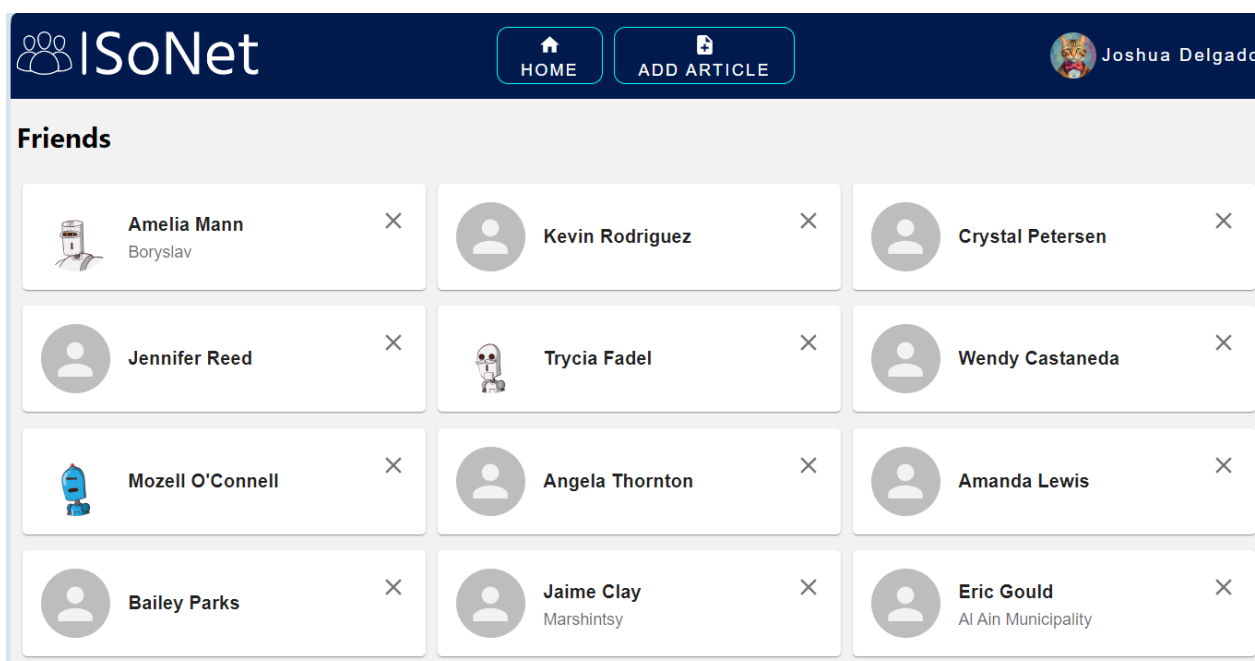 ISoNet
HOME
ADD ARTICLE
Joshua Delgado
Friends
Amelia Mann
Boryslav
Kevin Rodriguez
Crystal Petersen
Jennifer Reed
Trycia Fadel
Wendy Castaneda
Mozell O'Connell
Angela Thornton
Amanda Lewis
Bailey Parks
Jaime Clay
Marshintsy
Eric Gould
Al Ain Municipality